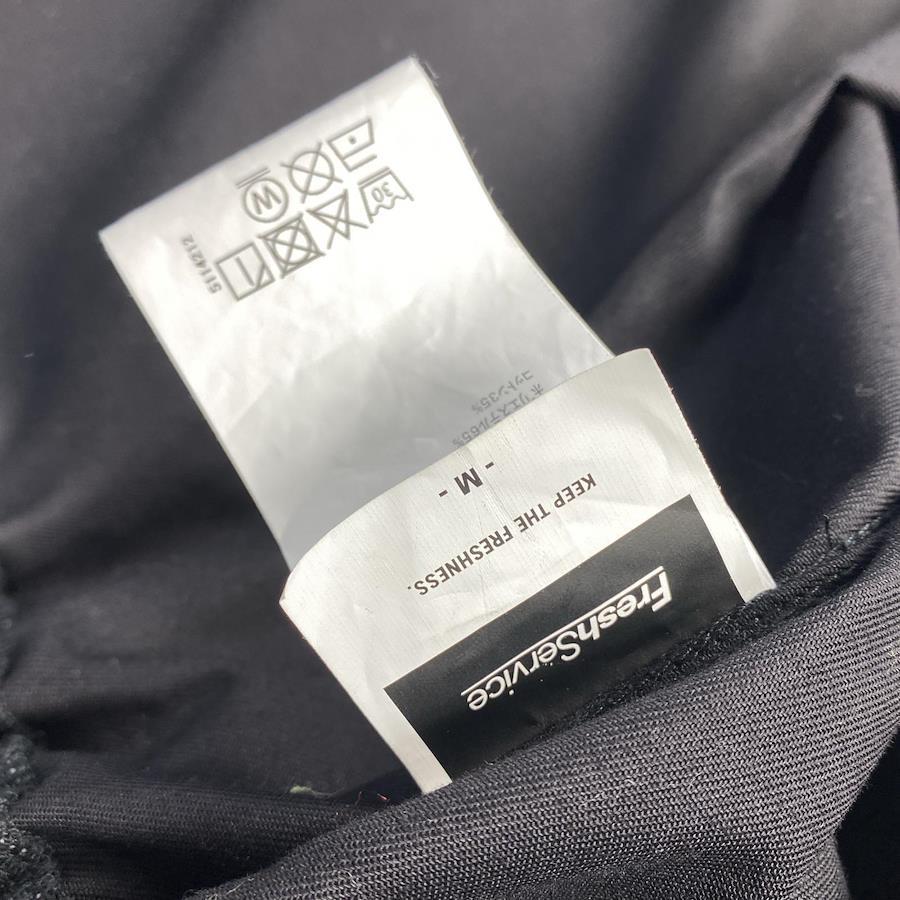 FreshService
KEEP THE FRESHNESS.
- M -
ポリエステル65%
コットン35%
30
W
5114212